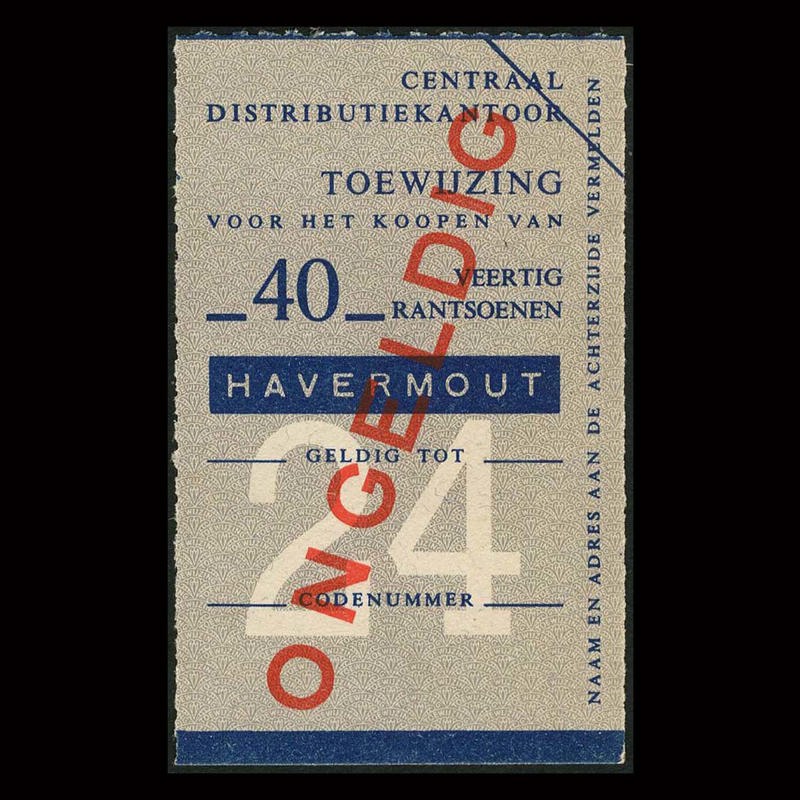 CENTRAAL
DISTRIBUTIEKANTOOR
TOEWIJZING
VOOR HET KOOPEN VAN
40 VEERTIG
RANTSOENEN
HAVERMOUT
24
GELDIG TOT
CODENUMMER
ONGELDIG
NAAM EN ADRES AAN DE ACHTERZIJDE VERMELDEN